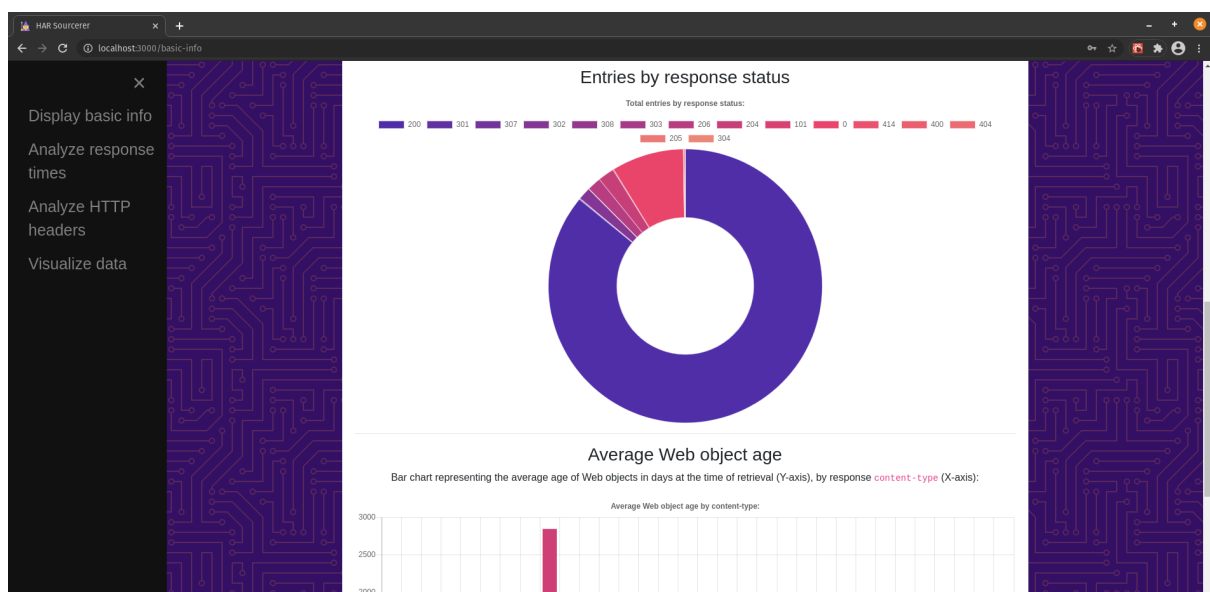 HAR Sourcerer
localhost:3000/basic-info
Display basic info
Analyze response
times
Analyze HTTP
headers
Visualize data
Entries by response status
Total entries by response status:
200 301 307 302 308 303 206 204 101 0 414 400 404
205 304
Average Web object age
Bar chart representing the average age of Web objects in days at the time of retrieval (Y-axis), by response content-type (X-axis):
Average Web object age by content-type:
3000
2500
2000